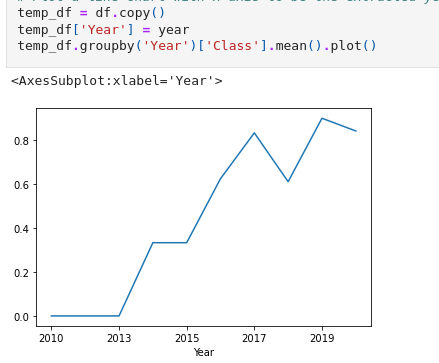 # Plot a line chart with x axis to be the extracted ye
temp_df = df.copy()
temp_df['Year'] = year
temp_df.groupby('Year')['Class'].mean().plot()
<AxesSubplot:xlabel='Year'>
0.8
0.6
0.4
0.2
0.0
2010 2013 2015 2017 2019
Year